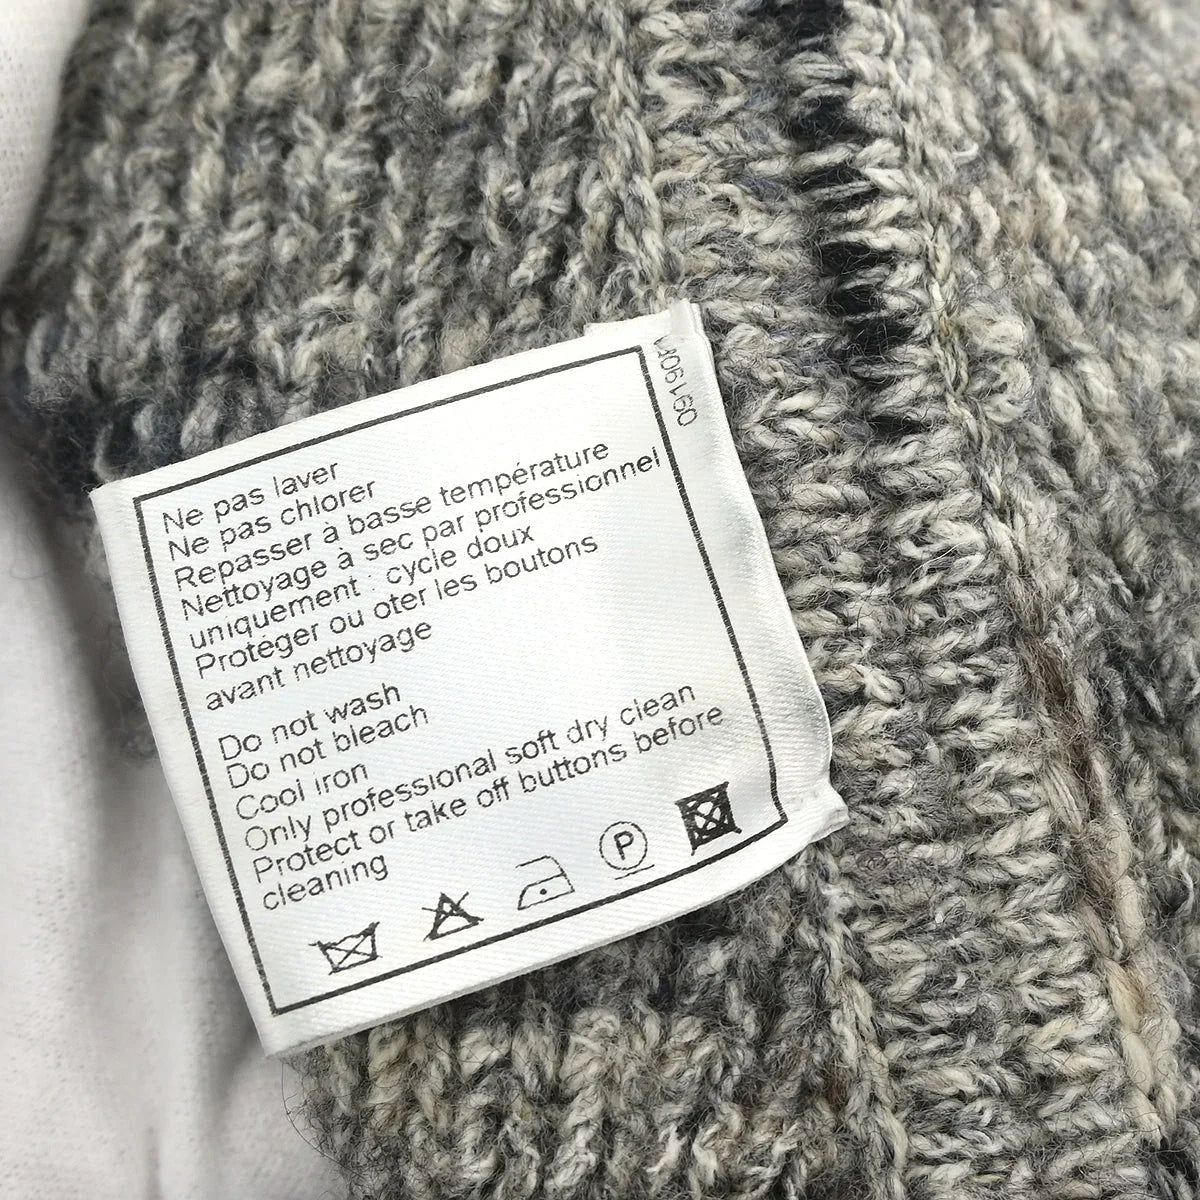 Ne pas laver
Ne pas chlorer
Repasser à basse température
Nettoyage à sec par professionnel
uniquement : cycle doux
Protéger ou oter les boutons
avant nettoyage
Do not wash
Do not bleach
Cool iron
Only professional soft dry clean
Protect or take off buttons before
cleaning
P